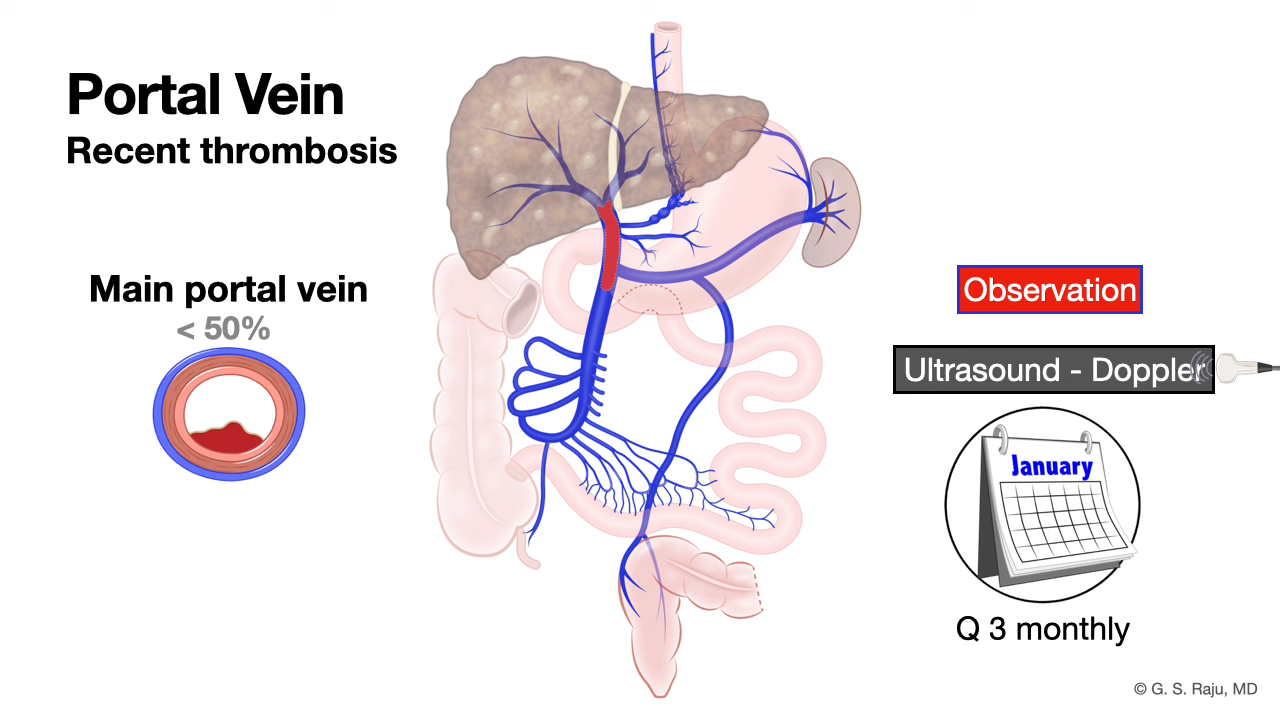 Portal Vein
Recent thrombosis
Main portal vein
< 50%
Observation
Ultrasound - Doppler
January
Q 3 monthly
© G. S. Raju, MD